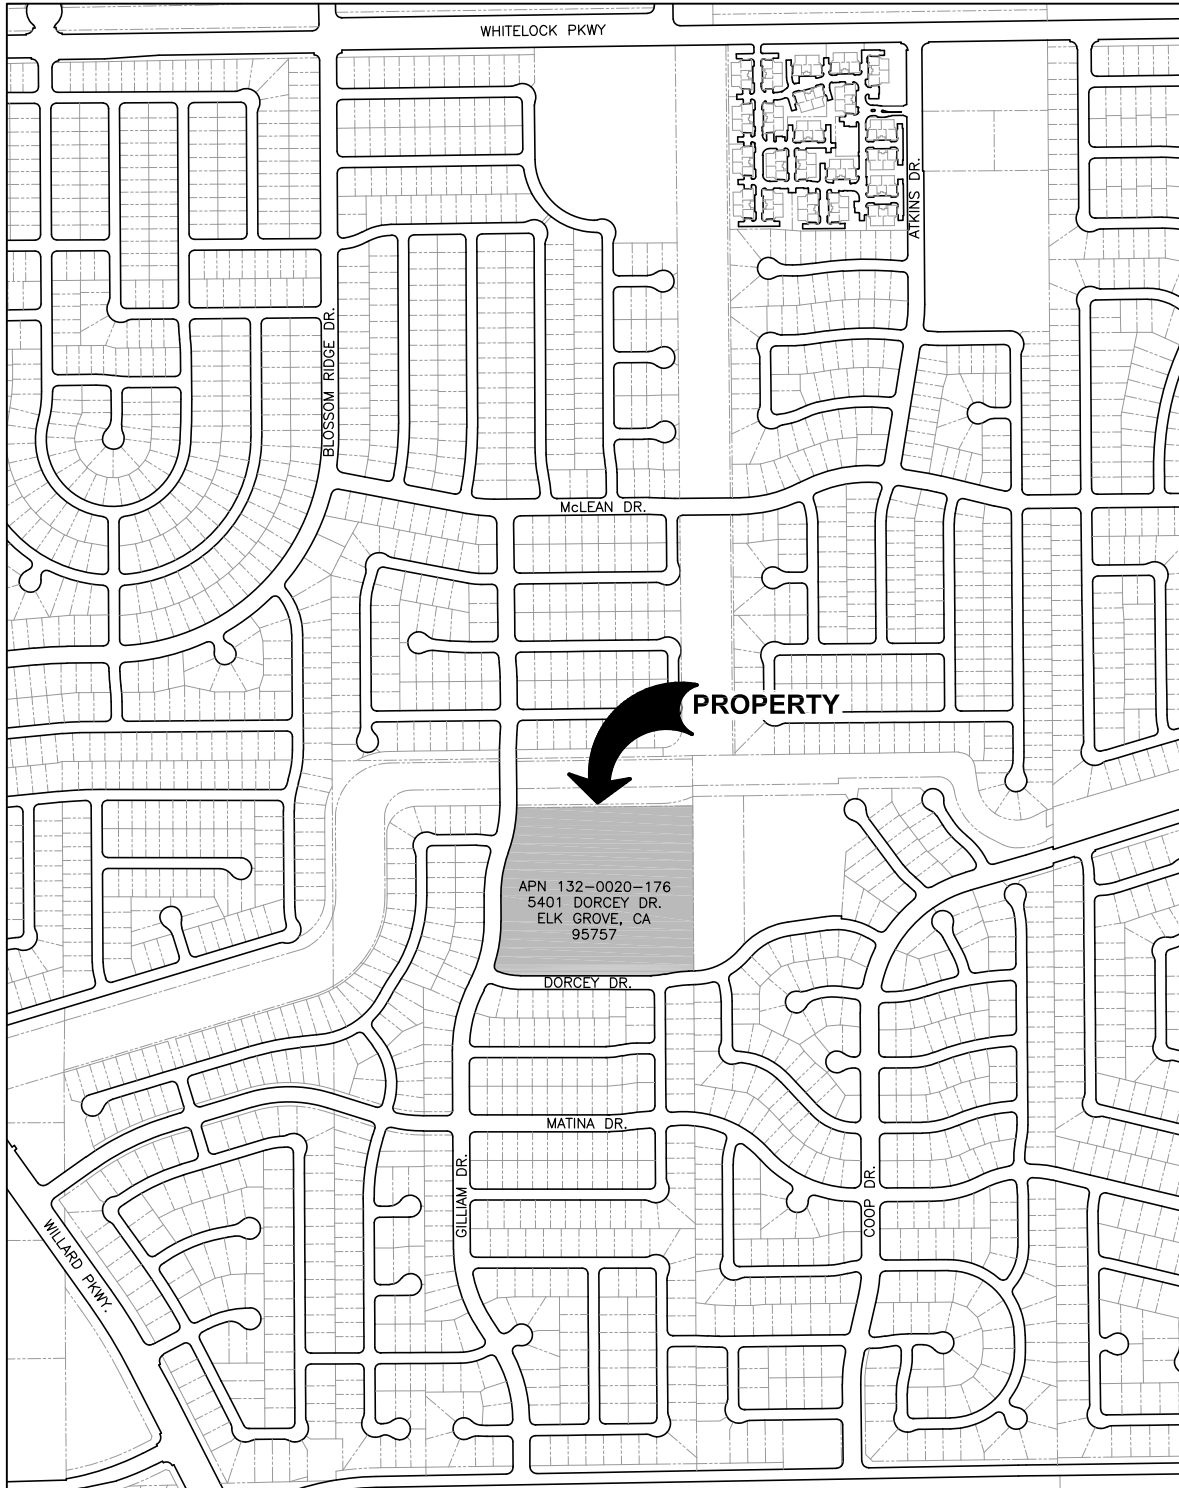 WHITELOCK PKWY
ATKINS DR.
BLOSSOM RIDGE DR.
McLEAN DR.
PROPERTY
APN 132-0020-176
5401 DORCEY DR.
ELK GROVE, CA
95757
DORCEY DR.
MATINA DR.
GILLIAM DR.
COOP DR.
WILLARD PKWY.